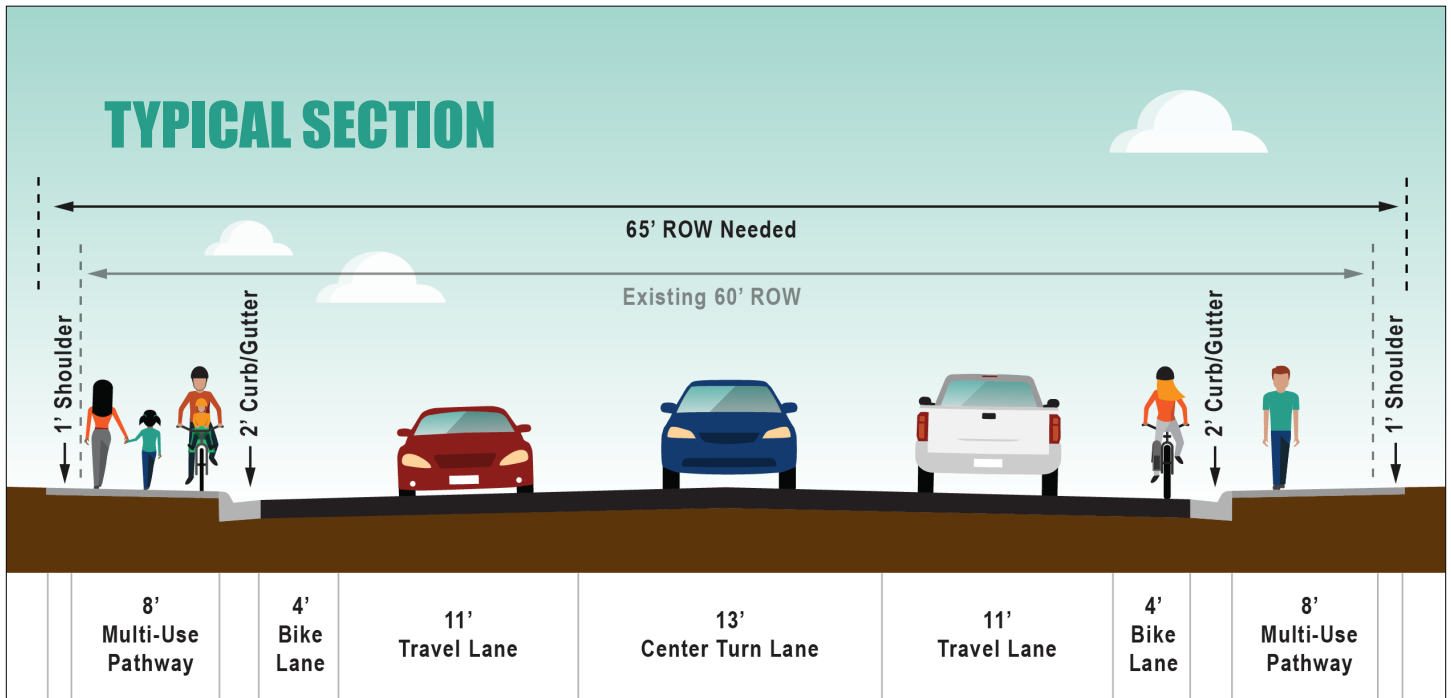 TYPICAL SECTION
65’ ROW Needed
Existing 60’ ROW
1’ Shoulder
2’ Curb/Gutter
2’ Curb/Gutter
1’ Shoulder
8’
Multi-Use
Pathway
4’
Bike
Lane
11’
Travel Lane
13’
Center Turn Lane
11’
Travel Lane
4’
Bike
Lane
8’
Multi-Use
Pathway